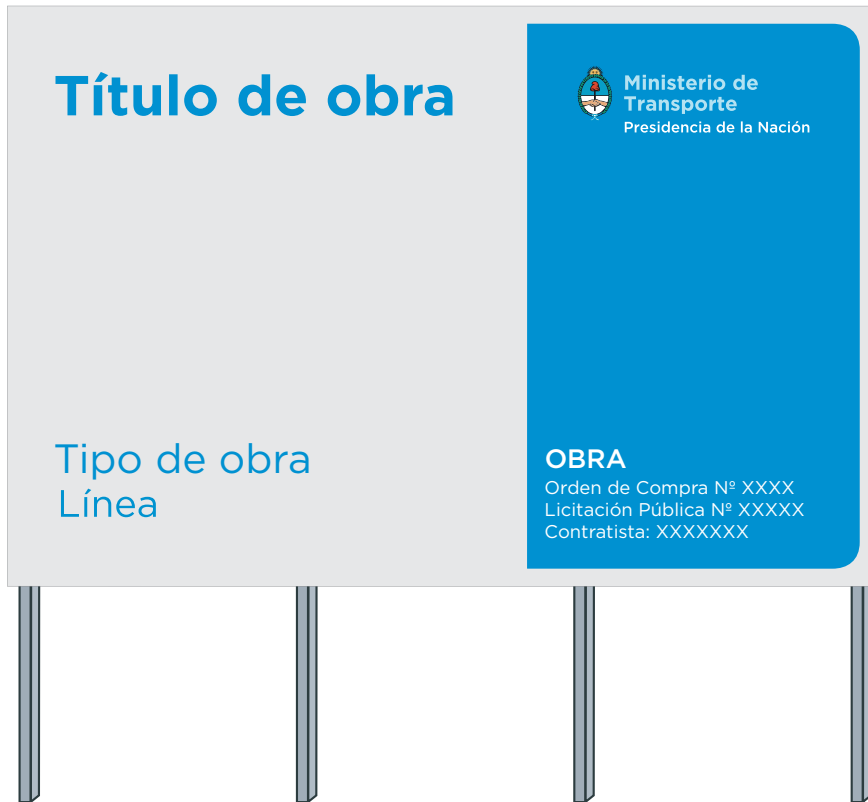 Título de obra
Ministerio de
Transporte
Presidencia de la Nación
Tipo de obra
Línea
OBRA
Orden de Compra Nº XXXX
Licitación Pública Nº XXXXX
Contratista: XXXXXXX